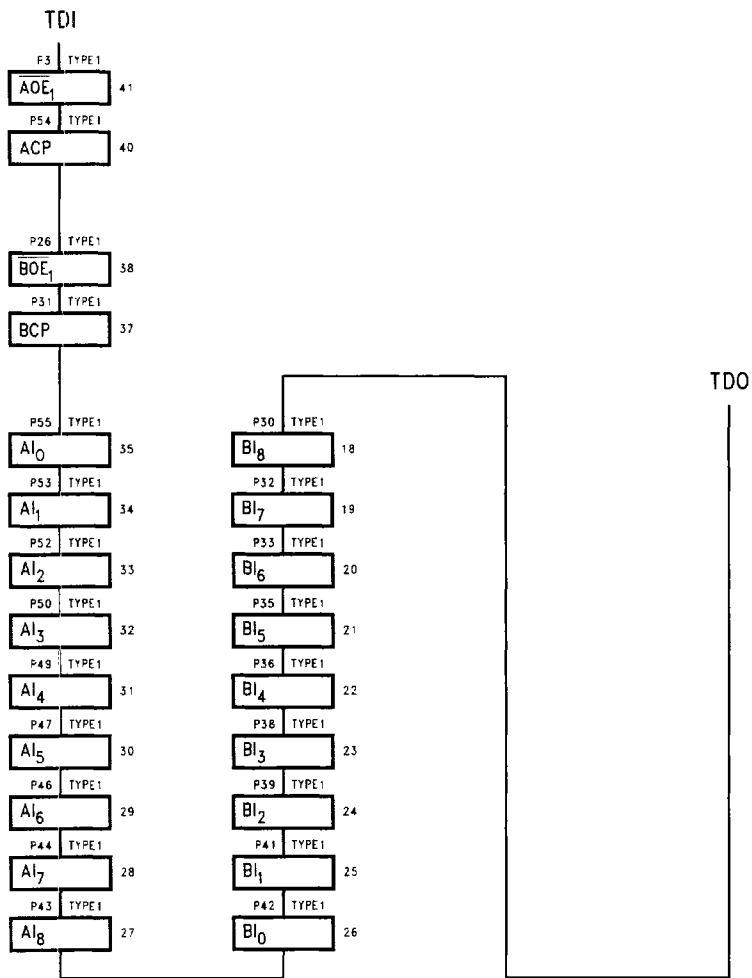 TDI
P3 TYPE1
AOE1 41
P54 TYPE1
ACP 40
P26 TYPE1
BOE1 38
P31 TYPE1
BCP 37
P55 TYPE1
AI0 35
P53 TYPE1
AI1 34
P52 TYPE1
AI2 33
P50 TYPE1
AI3 32
P49 TYPE1
AI4 31
P47 TYPE1
AI5 30
P46 TYPE1
AI6 29
P44 TYPE1
AI7 28
P43 TYPE1
AI8 27
P30 TYPE1
BI8 18
P32 TYPE1
BI7 19
P33 TYPE1
BI6 20
P35 TYPE1
BI5 21
P36 TYPE1
BI4 22
P38 TYPE1
BI3 23
P39 TYPE1
BI2 24
P41 TYPE1
BI1 25
P42 TYPE1
BI0 26
TDO